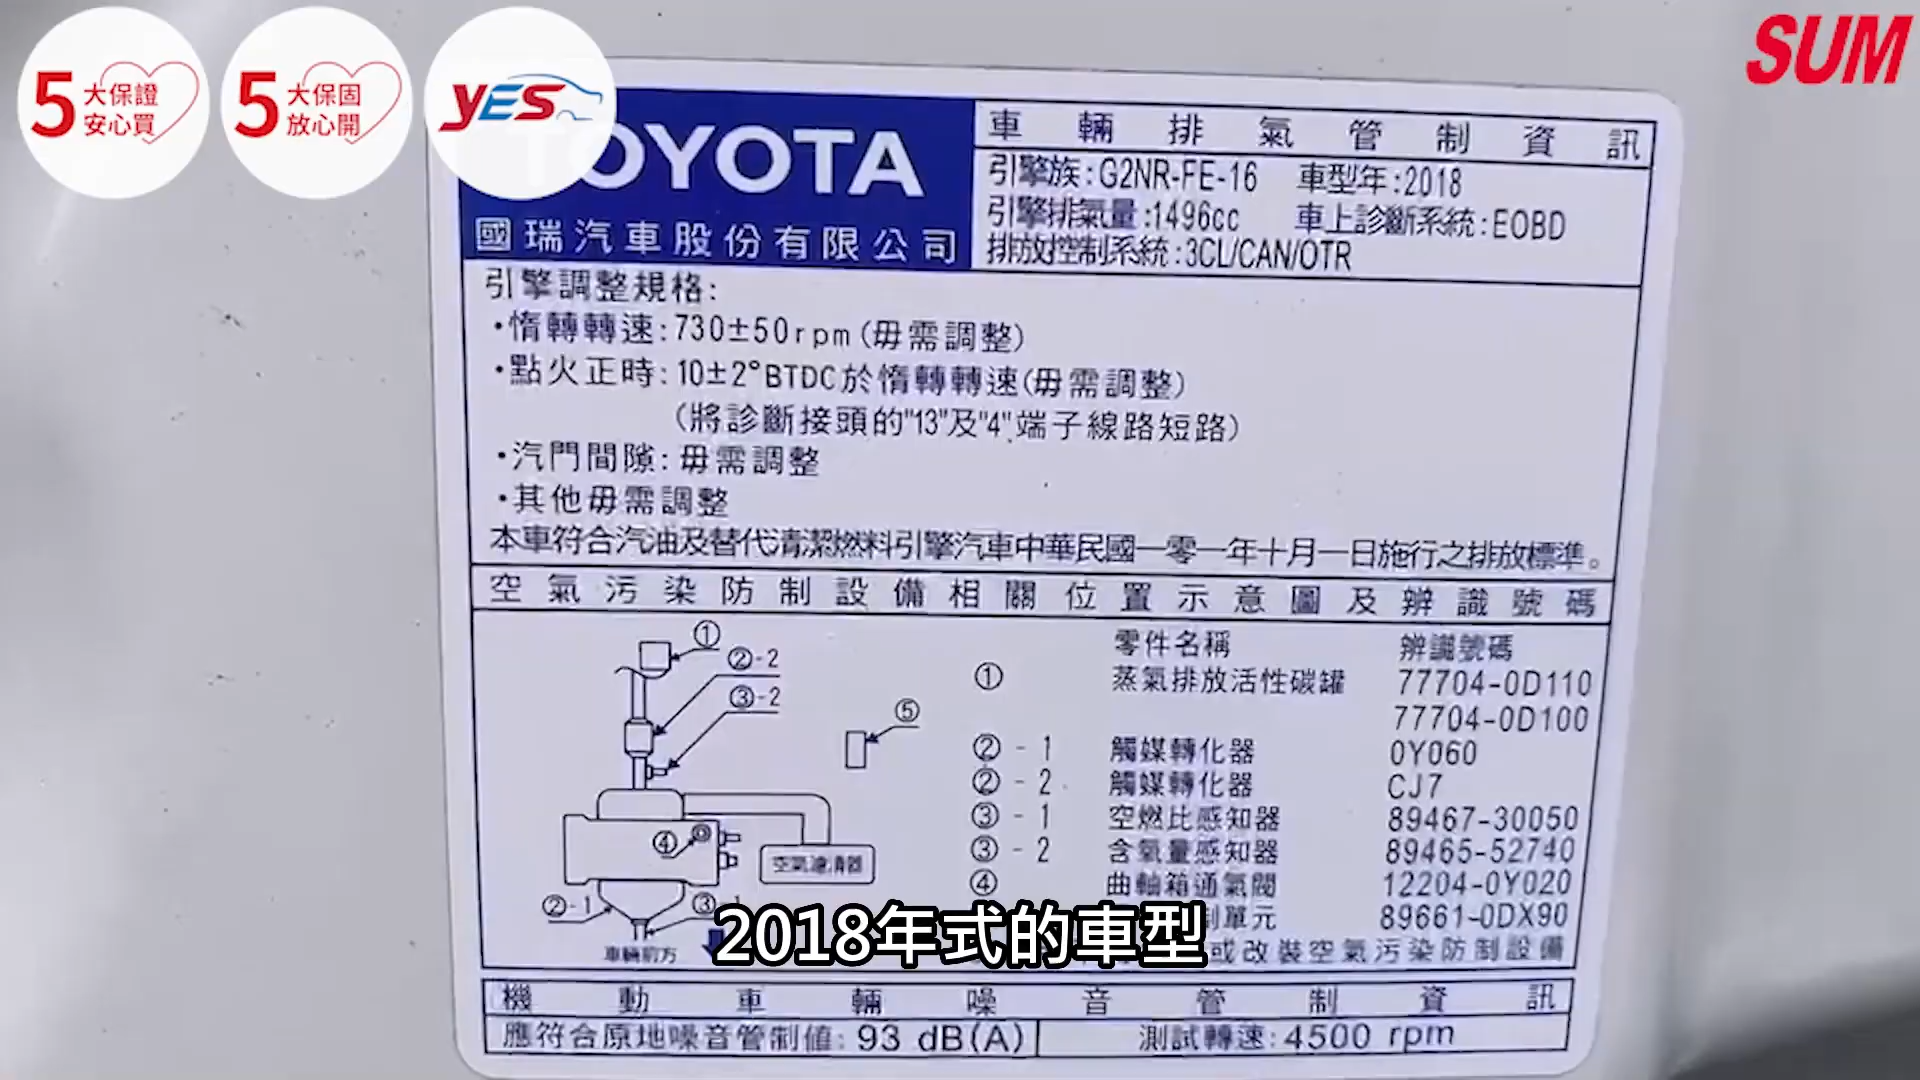 5大保證
安心買
5大保固
放心開
YES
SUM
TOYOTA
國瑞汽車股份有限公司
車輛排氣管制資訊
引擎族:G2NR-FE-16 車型年:2018
引擎排氣量:1496cc 車上診斷系統:EOBD
排放控制系統:3CL/CAN/OTR
引擎調整規格:
・惰轉轉速:730±50rpm(毋需調整)
・點火正時:10±2°BTDC於惰轉轉速(毋需調整)
(將診斷接頭的"13"及"4"端子線路短路)
・汽門間隙:毋需調整
・其他毋需調整
本車符合汽油及替代清潔燃料引擎汽車中華民國一零一年十月一日施行之排放標準。
空氣污染防制設備相關位置示意圖及辨識號碼
①
②-2
③-2
⑤
④
空氣濾清器
②-1
③-1
車輛前方
零件名稱 辨識號碼
① 蒸氣排放活性碳罐 77704-0D110
77704-0D100
②-1 觸媒轉化器 0Y060
②-2 觸媒轉化器 CJ7
③-1 空燃比感知器 89467-30050
③-2 含氧量感知器 89465-52740
④ 曲軸箱通氣閥 12204-0Y020
制單元 89661-0DX90
或改裝空氣污染防制設備
2018年式的車型
機動車輛噪音管制資訊
應符合原地噪音管制值:93 dB(A) 測試轉速:4500 rpm